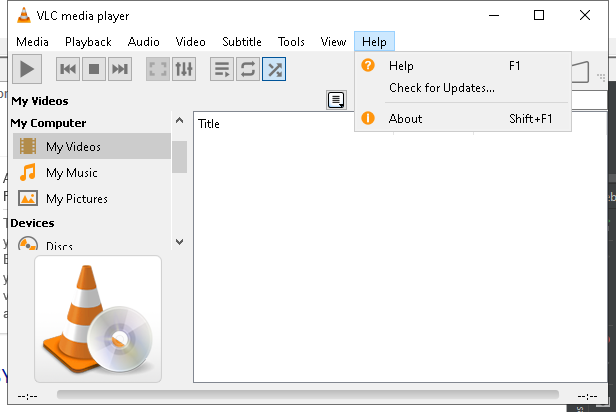 VLC media player
Media Playback Audio Video Subtitle Tools View Help
Help F1
Check for Updates...
About Shift+F1
My Videos
My Computer
My Videos
My Music
My Pictures
Devices
Discs
Title
--:-- --:--